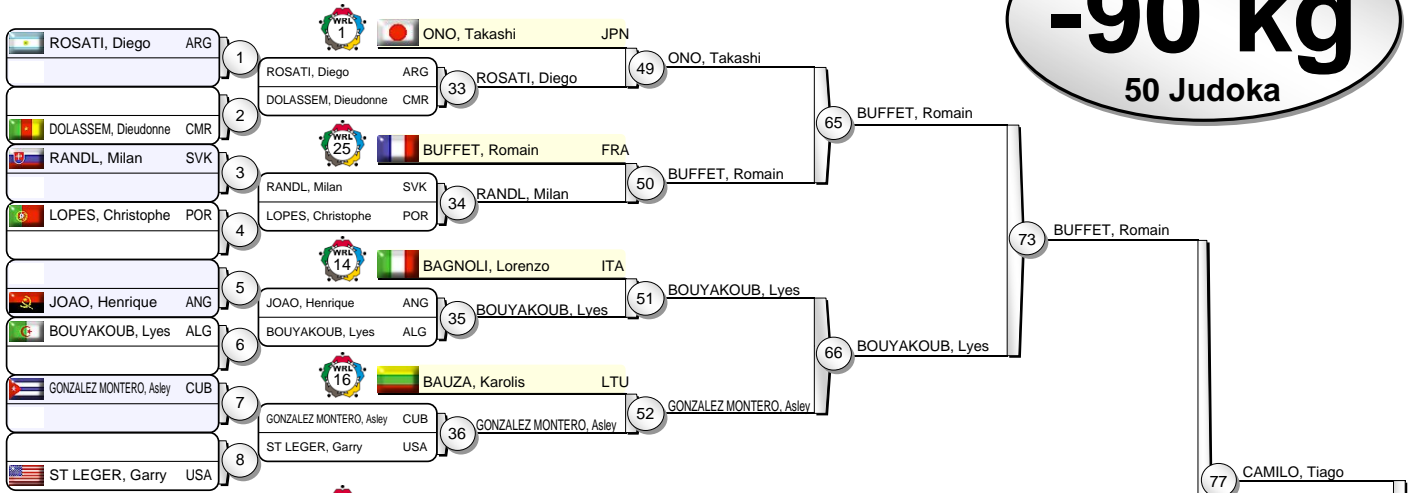 -90 kg
50 Judoka
ROSATI, Diego ARG
1
DOLASSEM, Dieudonne CMR
2
RANDL, Milan SVK
3
LOPES, Christophe POR
4
JOAO, Henrique ANG
5
BOUYAKOUB, Lyes ALG
6
GONZALEZ MONTERO, Asley CUB
7
ST LEGER, Garry USA
8
WRL 1
ONO, Takashi JPN
ROSATI, Diego ARG
DOLASSEM, Dieudonne CMR
33
ROSATI, Diego
WRL 25
BUFFET, Romain FRA
RANDL, Milan SVK
LOPES, Christophe POR
34
RANDL, Milan
WRL 14
BAGNOLI, Lorenzo ITA
JOAO, Henrique ANG
BOUYAKOUB, Lyes ALG
35
BOUYAKOUB, Lyes
WRL 16
BAUZA, Karolis LTU
GONZALEZ MONTERO, Asley CUB
ST LEGER, Garry USA
36
GONZALEZ MONTERO, Asley
49
ONO, Takashi
50
BUFFET, Romain
51
BOUYAKOUB, Lyes
52
GONZALEZ MONTERO, Asley
65
BUFFET, Romain
66
BOUYAKOUB, Lyes
73
BUFFET, Romain
77
CAMILO, Tiago